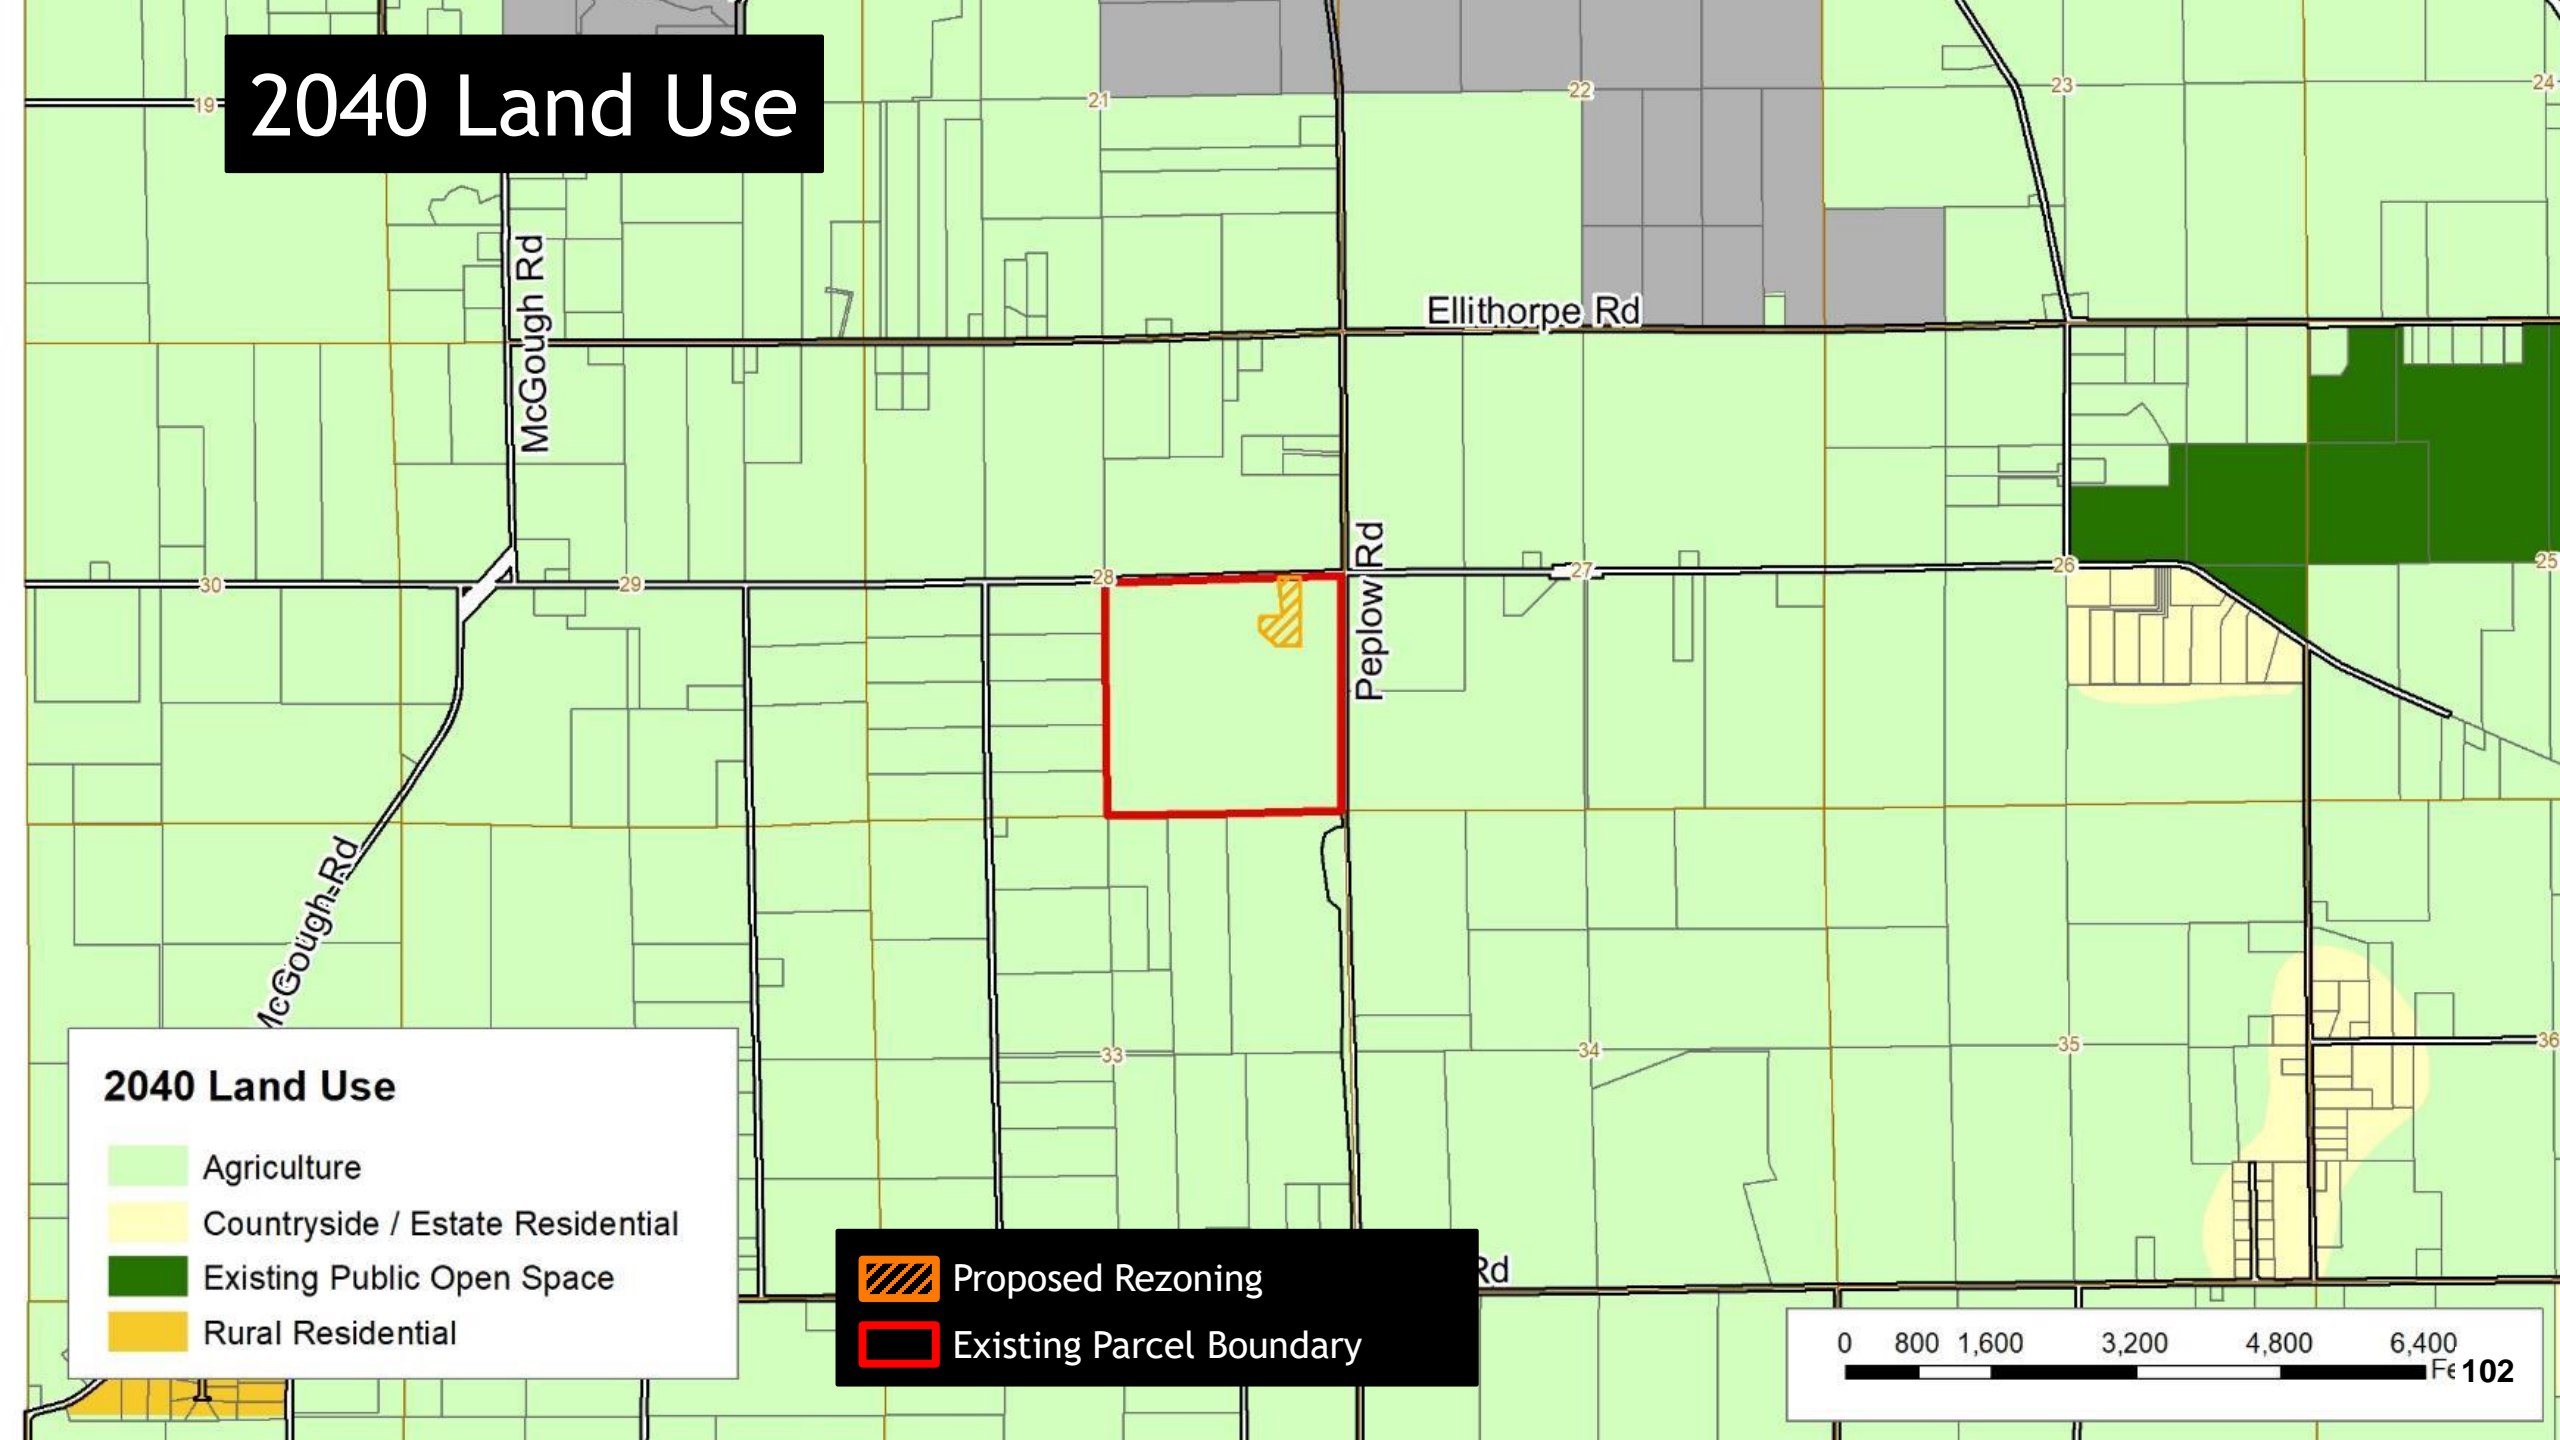 2040 Land Use
19
21
22
23
24
McGough Rd
Ellithorpe Rd
30
29
28
27
26
25
Peplow Rd
McGough Rd
33
34
35
36
2040 Land Use
Agriculture
Countryside / Estate Residential
Existing Public Open Space
Rural Residential
Proposed Rezoning
Existing Parcel Boundary
Rd
0 800 1,600 3,200 4,800 6,400
Fe 102